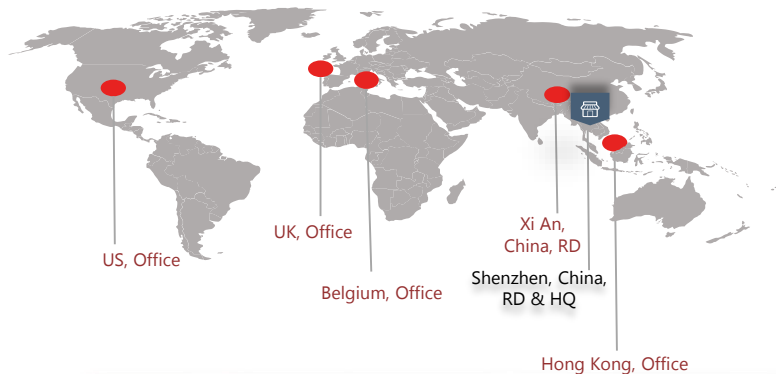 US, Office
UK, Office
Belgium, Office
Xi An,
China, RD
Shenzhen, China,
RD & HQ
Hong Kong, Office